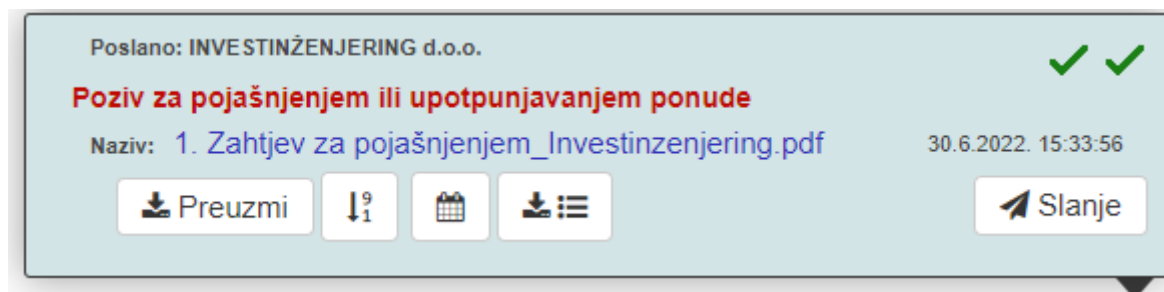 Poslano: INVESTINŽENJERING d.o.o.
Poziv za pojašnjenjem ili upotpunjavanjem ponude
Naziv: 1. Zahtjev za pojašnjenjem_Investinzenjering.pdf 30.6.2022. 15:33:56
Preuzmi 9 1 Slanje